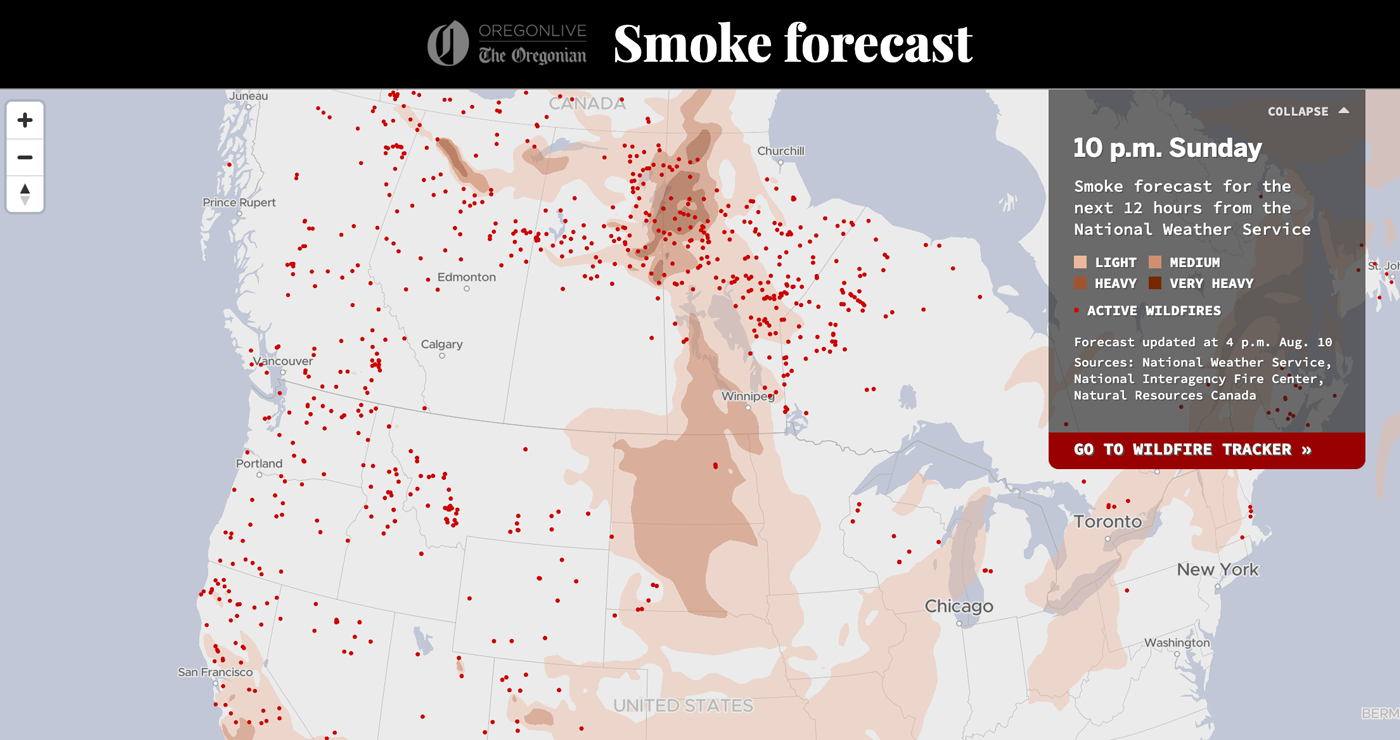 OREGONLIVE
The Oregonian
Smoke forecast
COLLAPSE
10 p.m. Sunday
Smoke forecast for the
next 12 hours from the
National Weather Service
LIGHT MEDIUM
HEAVY VERY HEAVY
ACTIVE WILDFIRES
Forecast updated at 4 p.m. Aug. 10
Sources: National Weather Service,
National Interagency Fire Center,
Natural Resources Canada
GO TO WILDFIRE TRACKER »
Juneau
CANADA
Churchill
Prince Rupert
Edmonton
Calgary
Vancouver
Winnipeg
Portland
Toronto
New York
Chicago
Washington
San Francisco
UNITED STATES